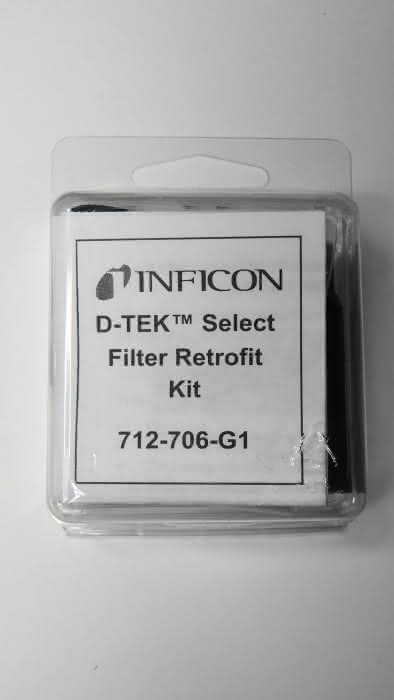 INFICON
D-TEK™ Select
Filter Retrofit
Kit
712-706-G1